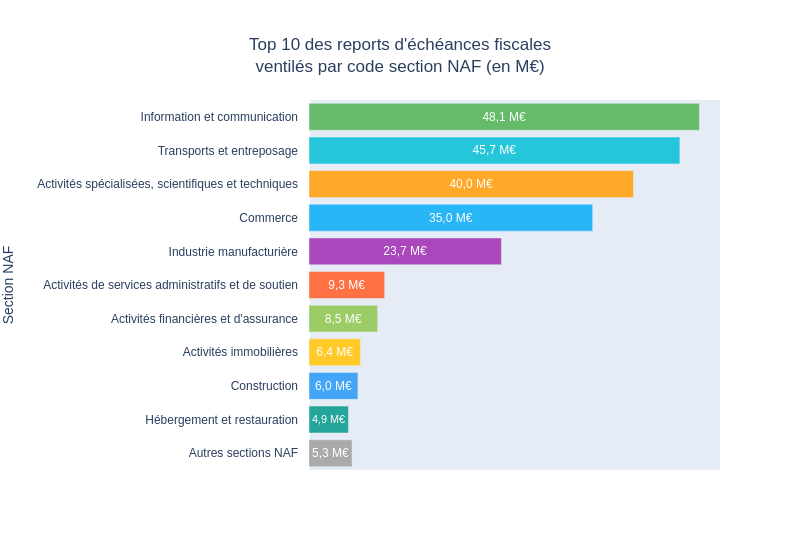 Top 10 des reports d'échéances fiscales
ventilés par code section NAF (en M€)
Section NAF
Information et communication 48,1 M€
Transports et entreposage 45,7 M€
Activités spécialisées, scientifiques et techniques 40,0 M€
Commerce 35,0 M€
Industrie manufacturière 23,7 M€
Activités de services administratifs et de soutien 9,3 M€
Activités financières et d'assurance 8,5 M€
Activités immobilières 6,4 M€
Construction 6,0 M€
Hébergement et restauration 4,9 M€
Autres sections NAF 5,3 M€